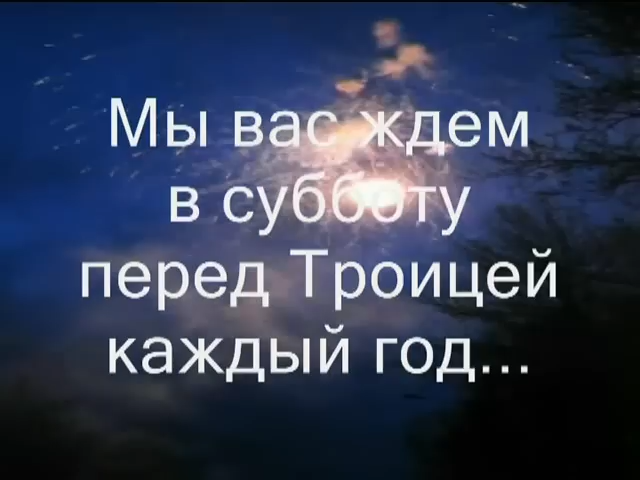 Мы вас ждем
в субботу
перед Троицей
каждый год...